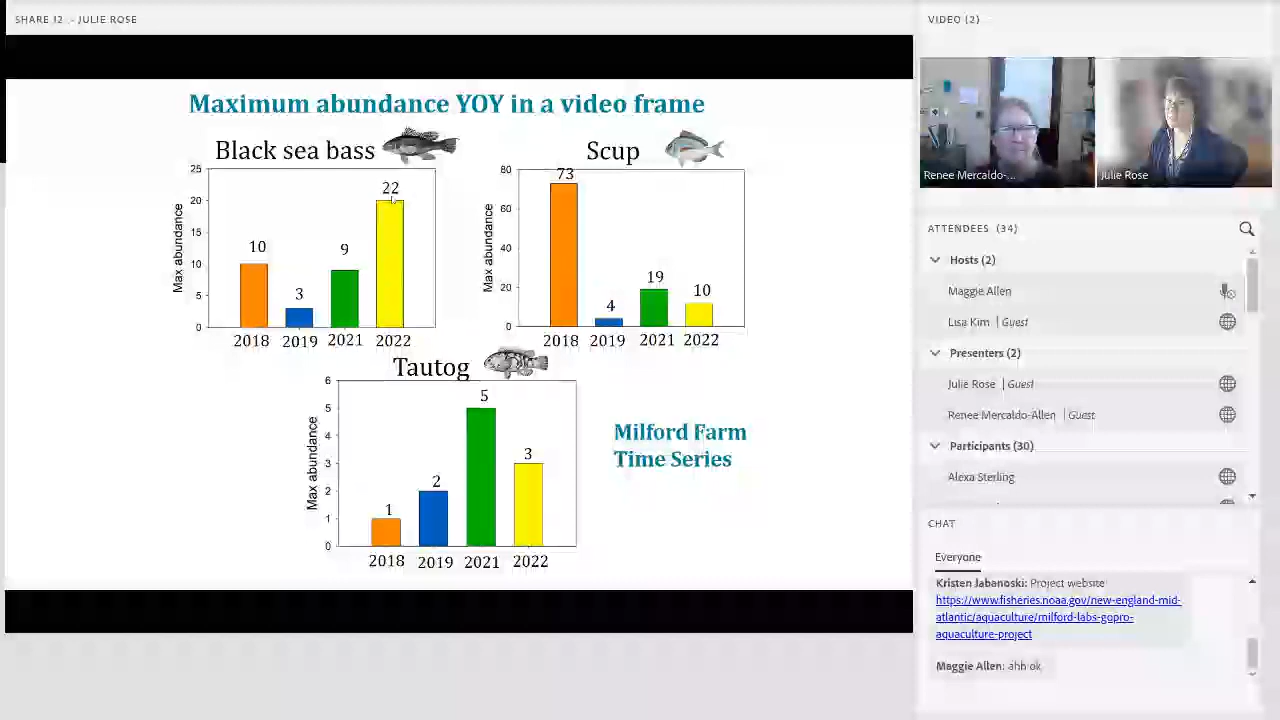 SHARE I2 - JULIE ROSE
Maximum abundance YOY in a video frame
Black sea bass
25
20
15
10
5
0
Max abundance
10
3
9
22
2018 2019 2021 2022
Scup
80
60
40
20
0
Max abundance
73
4
19
10
2018 2019 2021 2022
Tautog
6
5
4
3
2
1
0
Max abundance
1
2
5
3
2018 2019 2021 2022
Milford Farm
Time Series
VIDEO (2)
Renee Mercaldo-...
Julie Rose
ATTENDEES (34)
Hosts (2)
Maggie Allen
Lisa Kim | Guest
Presenters (2)
Julie Rose | Guest
Renee Mercaldo-Allen | Guest
Participants (30)
Alexa Sterling
CHAT
Everyone
Kristen Jabanoski: Project website
https://www.fisheries.noaa.gov/new-england-mid-
atlantic/aquaculture/milford-labs-gopro-
aquaculture-project
Maggie Allen: ahh ok